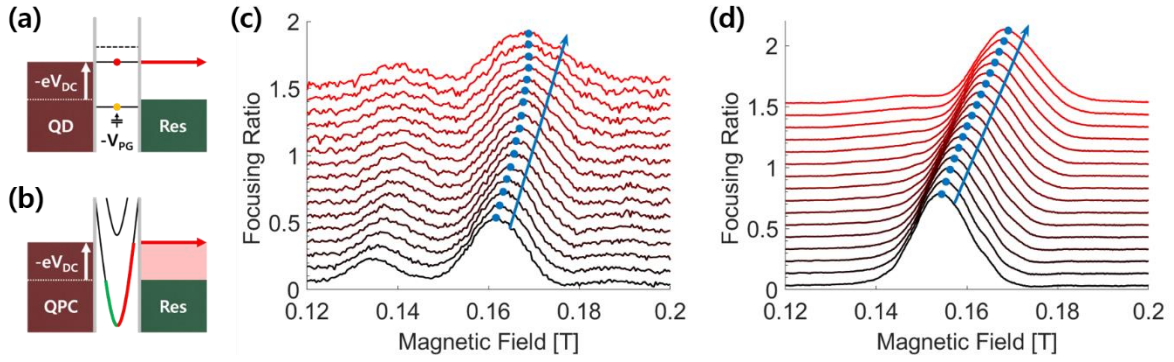 (a)
-eV_DC
QD
-V_PG
Res
(b)
-eV_DC
QPC
Res
(c)
Focusing Ratio
2
1.5
1
0.5
0
0.12
0.14
0.16
0.18
0.2
Magnetic Field [T]
(d)
Focusing Ratio
2
1.5
1
0.5
0
0.12
0.14
0.16
0.18
0.2
Magnetic Field [T]